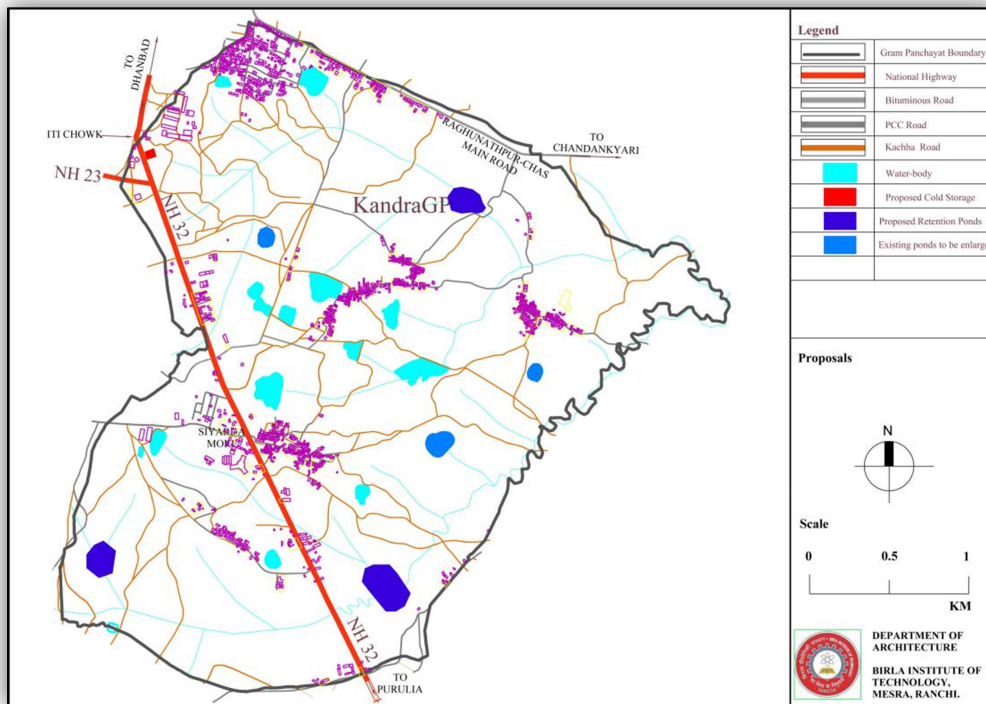 TO
DHANBAD
ITI CHOWK
NH 23
NH 32
RAGHUNATHPUR-CHAS
MAIN ROAD
TO
CHANDANKYARI
KandraGP
MORE
NH 32
TO
PURULIA
Legend
Gram Panchayat Boundary
National Highway
Bituminous Road
PCC Road
Kachha Road
Water-body
Proposed Cold Storage
Proposed Retention Ponds
Existing ponds to be enlarge
Proposals
N
Scale
0 0.5 1
KM
DEPARTMENT OF
ARCHITECTURE
BIRLA INSTITUTE OF
TECHNOLOGY,
MESRA, RANCHI.